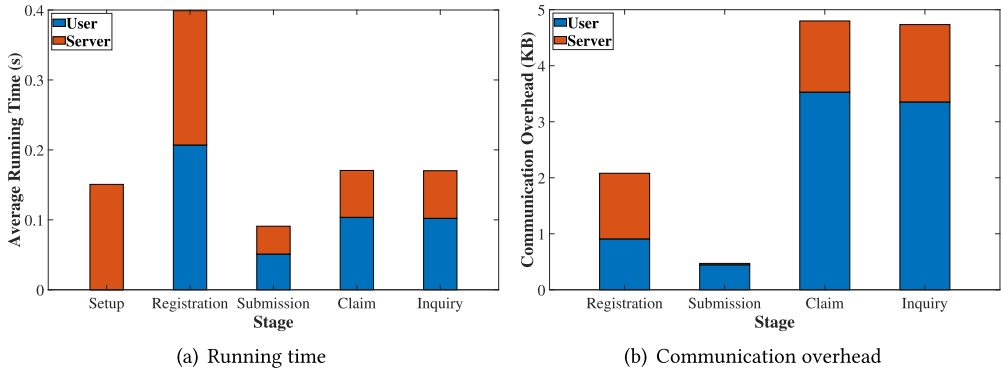 0.4
0.3
0.2
0.1
0
Average Running Time (s)
User
Server
Setup Registration Submission Claim Inquiry
Stage
(a) Running time
5
4
3
2
1
0
Communication Overhead (KB)
User
Server
Registration Submission Claim Inquiry
Stage
(b) Communication overhead